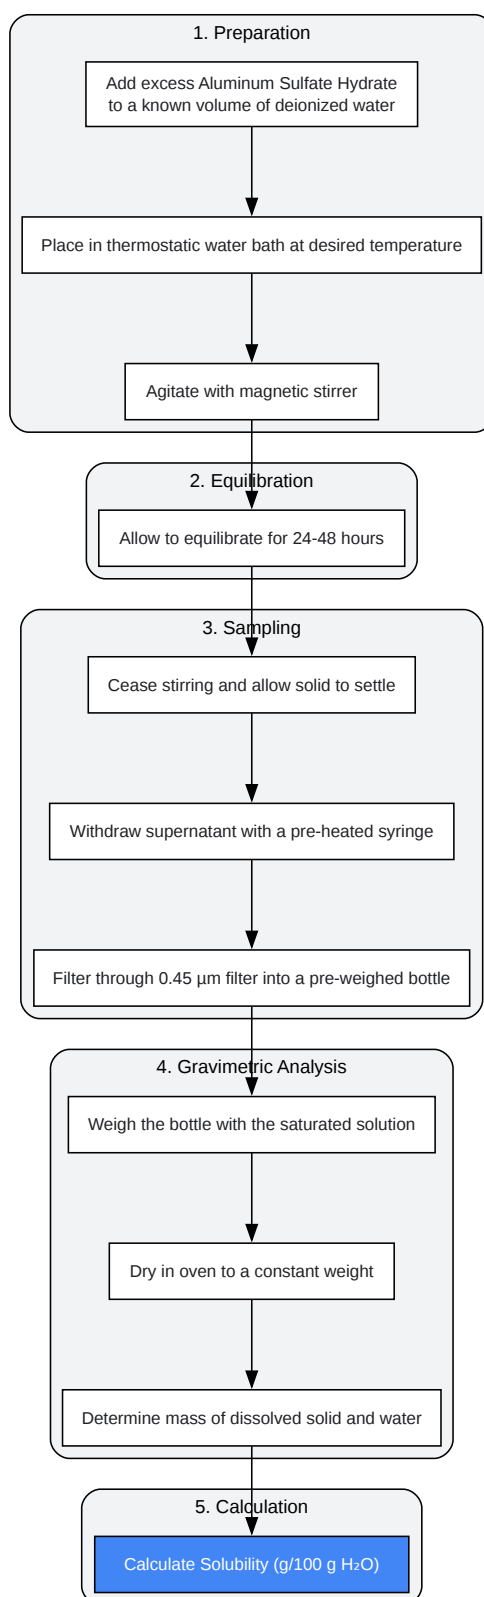 1. Preparation
Add excess Aluminum Sulfate Hydrate
to a known volume of deionized water
Place in thermostatic water bath at desired temperature
Agitate with magnetic stirrer
2. Equilibration
Allow to equilibrate for 24-48 hours
3. Sampling
Cease stirring and allow solid to settle
Withdraw supernatant with a pre-heated syringe
Filter through 0.45 µm filter into a pre-weighed bottle
4. Gravimetric Analysis
Weigh the bottle with the saturated solution
Dry in oven to a constant weight
Determine mass of dissolved solid and water
5. Calculation
Calculate Solubility (g/100 g H₂O)